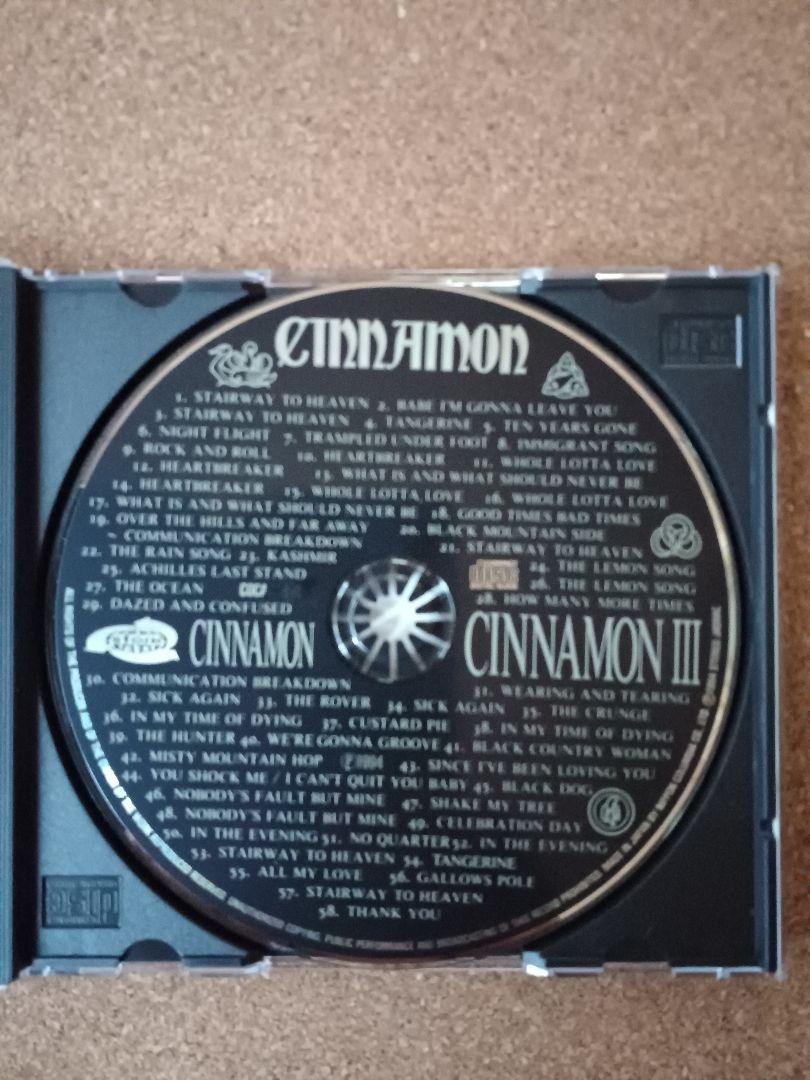 CINNAMON
1. STAIRWAY TO HEAVEN 2. BABE I'M GONNA LEAVE YOU
3. STAIRWAY TO HEAVEN 4. TANGERINE 5. TEN YEARS GONE
6. NIGHT FLIGHT 7. TRAMPLED UNDER FOOT 8. IMMIGRANT SONG
9. ROCK AND ROLL 10. HEARTBREAKER 11. WHOLE LOTTA LOVE
12. HEARTBREAKER 13. WHAT IS AND WHAT SHOULD NEVER BE
14. HEARTBREAKER 15. WHOLE LOTTA LOVE 16. WHOLE LOTTA LOVE
17. WHAT IS AND WHAT SHOULD NEVER BE 18. GOOD TIMES BAD TIMES
19. OVER THE HILLS AND FAR AWAY 20. BLACK MOUNTAIN SIDE
~ COMMUNICATION BREAKDOWN 21. STAIRWAY TO HEAVEN
22. THE RAIN SONG 23. KASHMIR 24. THE LEMON SONG
25. ACHILLES LAST STAND 26. THE LEMON SONG
27. THE OCEAN 28. HOW MANY MORE TIMES
29. DAZED AND CONFUSED
CINNAMON CINNAMON III
30. COMMUNICATION BREAKDOWN 31. WEARING AND TEARING
32. SICK AGAIN 33. THE ROVER 34. SICK AGAIN 35. THE CRUNGE
36. IN MY TIME OF DYING 37. CUSTARD PIE 38. IN MY TIME OF DYING
39. THE HUNTER 40. WE'RE GONNA GROOVE 41. BLACK COUNTRY WOMAN
42. MISTY MOUNTAIN HOP 43. SINCE I'VE BEEN LOVING YOU
44. YOU SHOCK ME / I CAN'T QUIT YOU BABY 45. BLACK DOG
46. NOBODY'S FAULT BUT MINE 47. SHAKE MY TREE
48. NOBODY'S FAULT BUT MINE 49. CELEBRATION DAY
50. IN THE EVENING 51. NO QUARTER 52. IN THE EVENING
53. STAIRWAY TO HEAVEN 54. TANGERINE
55. ALL MY LOVE 56. GALLOWS POLE
57. STAIRWAY TO HEAVEN
58. THANK YOU